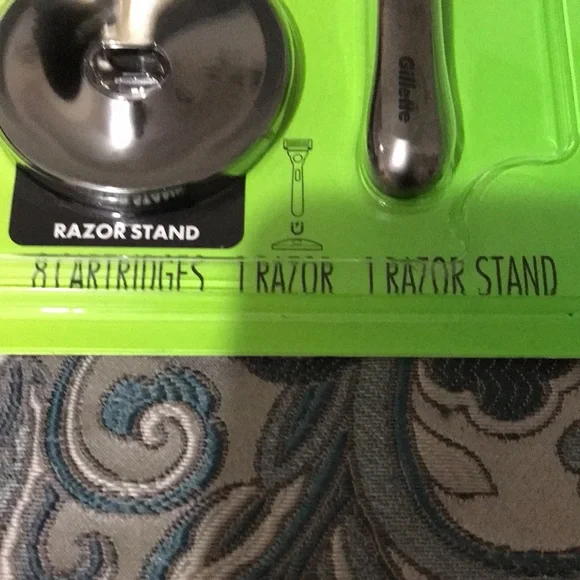 Gillette
RAZOR STAND
8 CARTRIDGES 1 RAZOR 1 RAZOR STAND